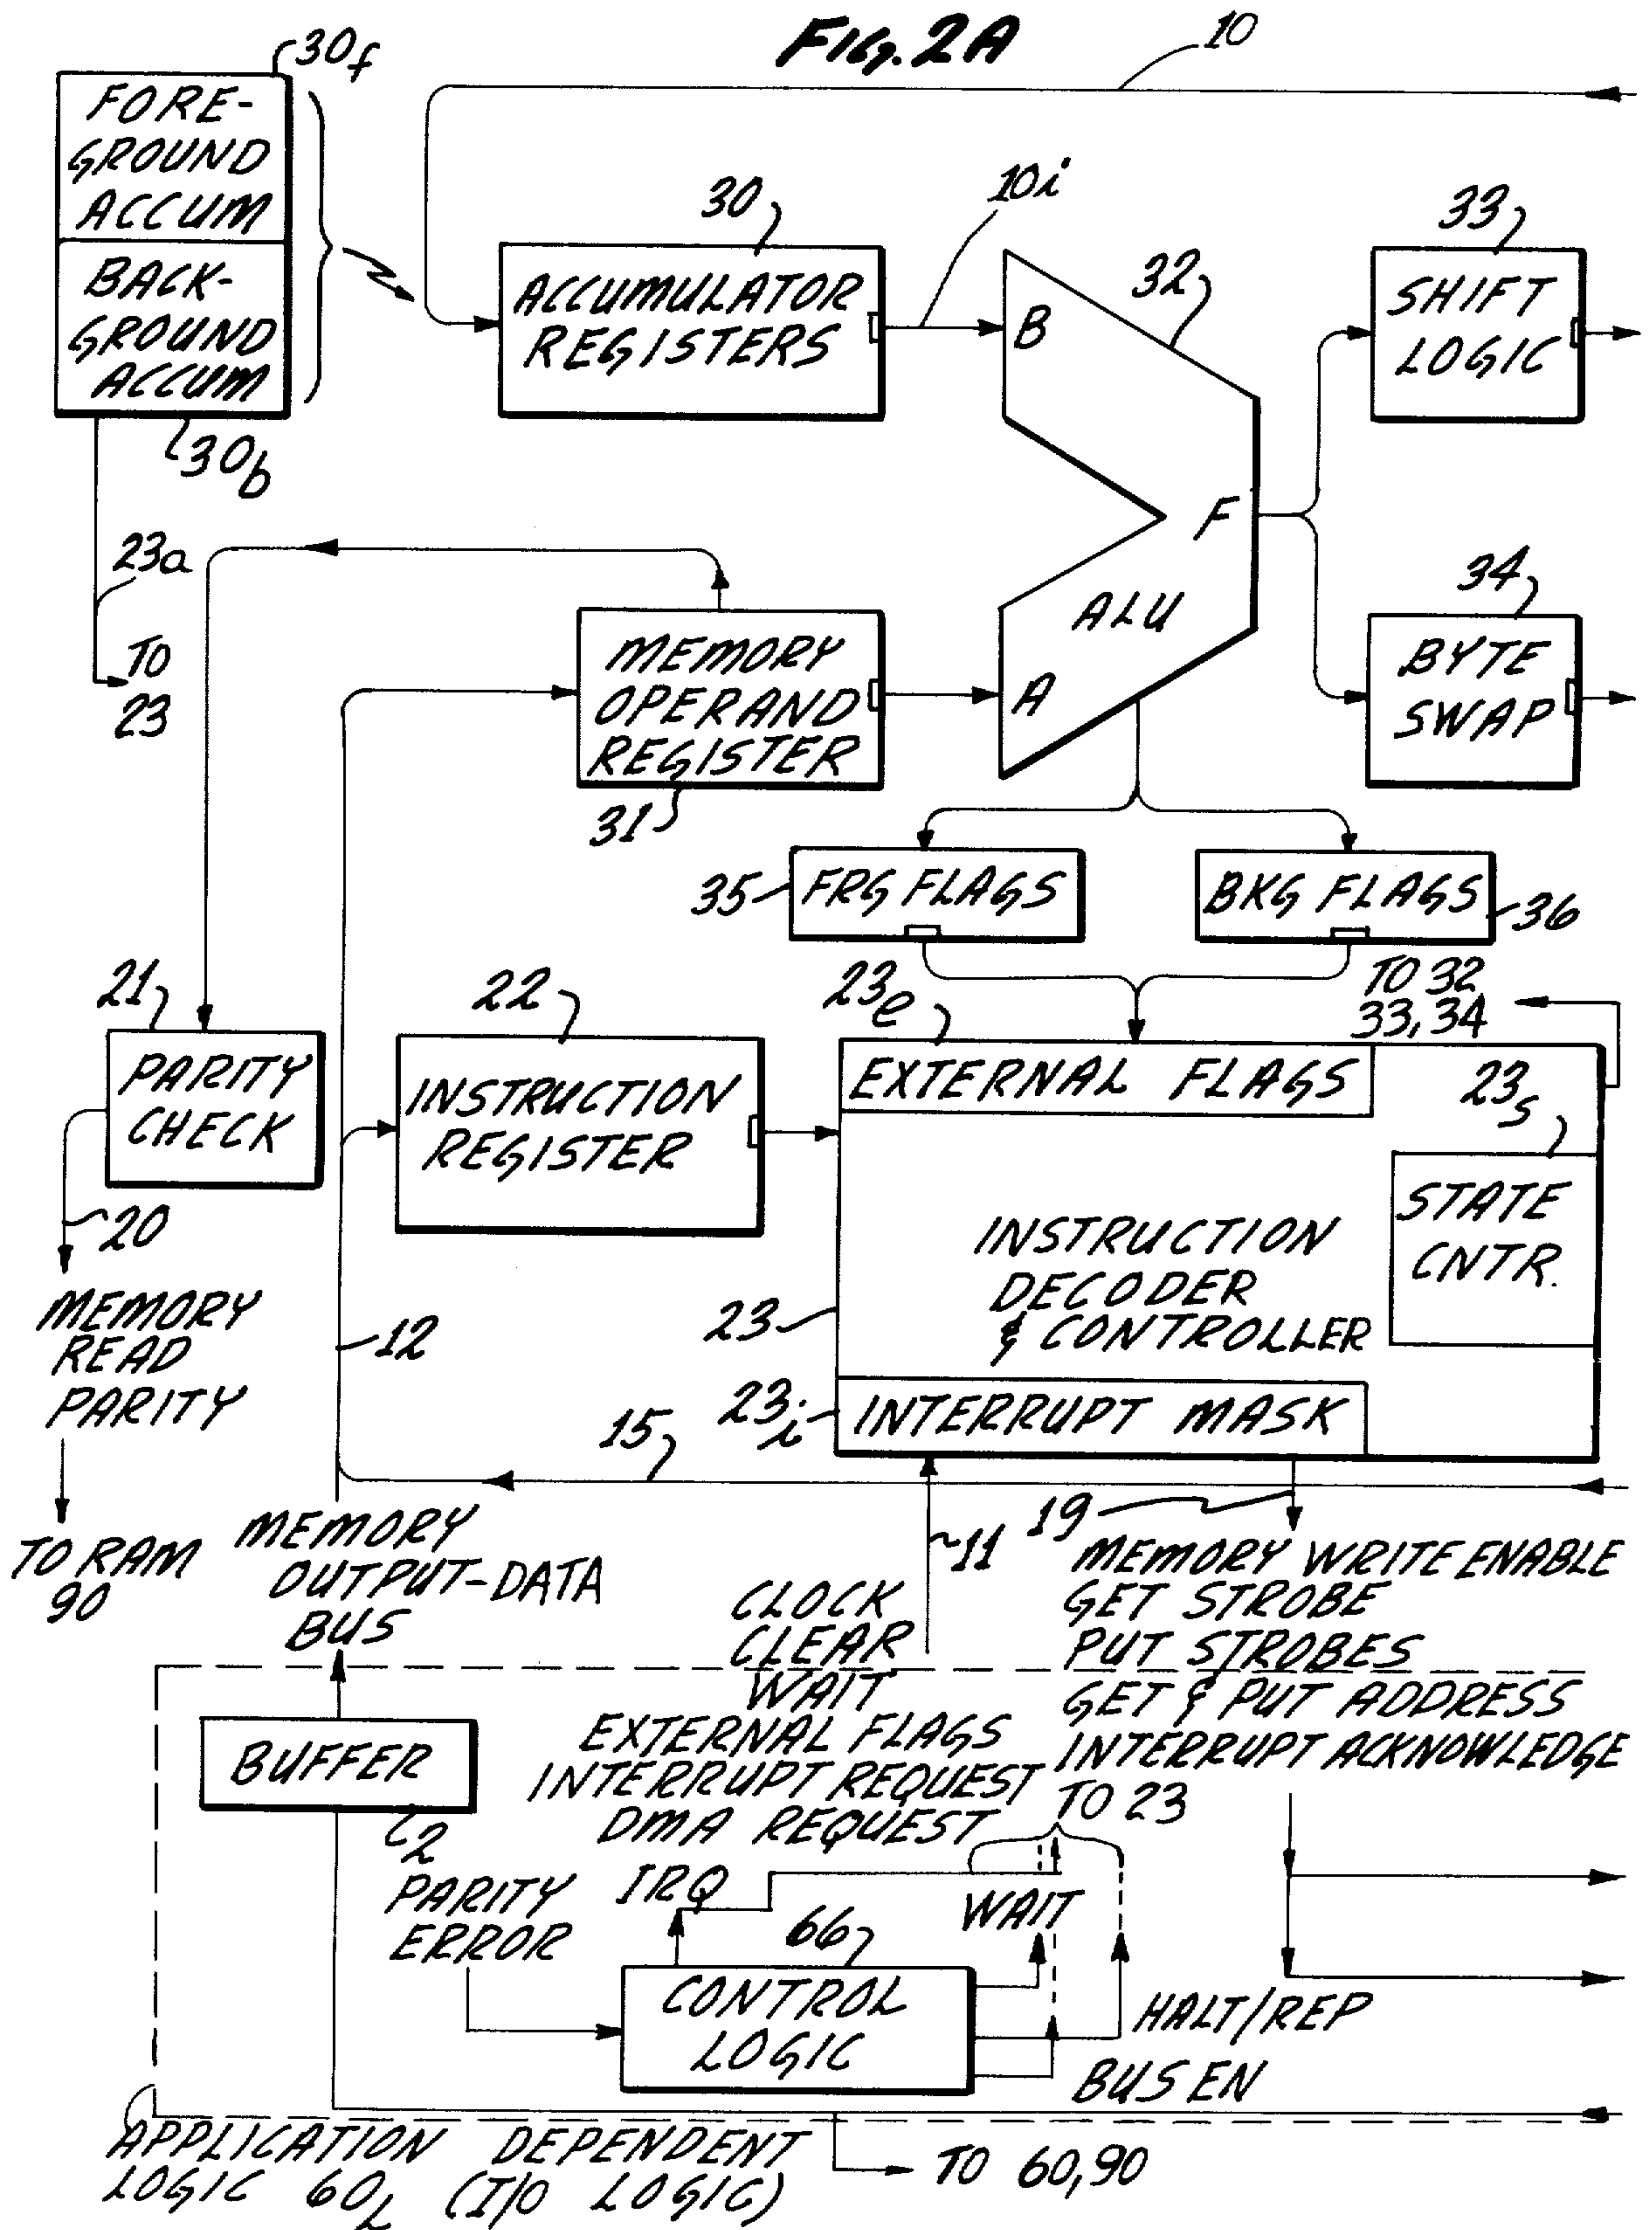 FIG. 2A
10
30f
FORE-
GROUND
ACCUM
BACK-
GROUND
ACCUM
30b
23a
TO
23
30
ACCUMULATOR
REGISTERS
10i
B
32
F
ALU
A
33
SHIFT
LOGIC
34
BYTE
SWAP
MEMORY
OPERAND
REGISTER
31
35
FRG FLAGS
BKG FLAGS
36
21
PARITY
CHECK
20
MEMORY
READ
PARITY
TO RAM
90
22
INSTRUCTION
REGISTER
12
23e
EXTERNAL FLAGS
TO 32
33,34
23s
STATE
CNTR.
INSTRUCTION
DECODER
& CONTROLLER
23
23i
INTERRUPT MASK
15
MEMORY
OUTPUT-DATA
BUS
11
CLOCK
CLEAR
WAIT
EXTERNAL FLAGS
INTERRUPT REQUEST
DMA REQUEST
19
MEMORY WRITE ENABLE
GET STROBE
PUT STROBES
GET & PUT ADDRESS
INTERRUPT ACKNOWLEDGE
TO 23
BUFFER
2
PARITY
ERROR
IRQ
WAIT
66
CONTROL
LOGIC
HALT/REP
BUS EN
APPLICATION DEPENDENT
LOGIC 60L (I/O LOGIC)
TO 60,90